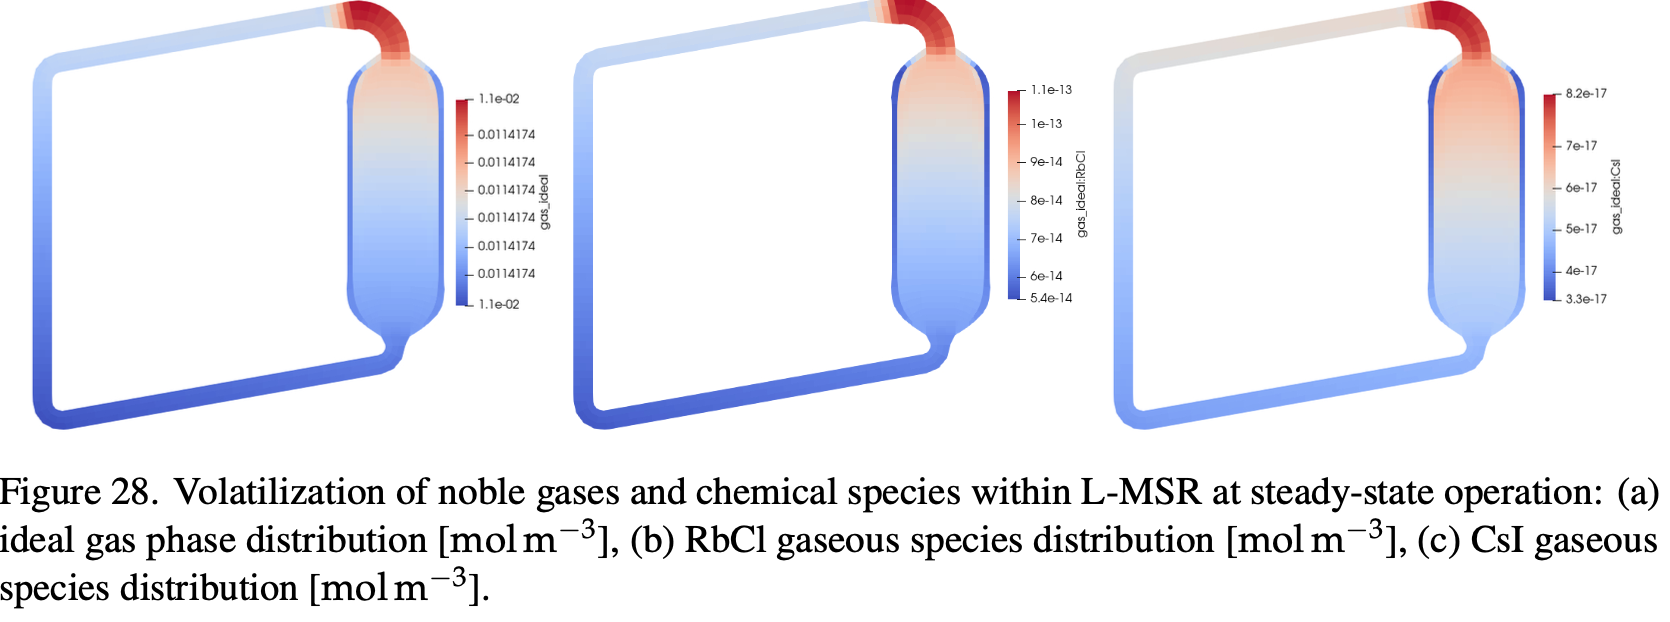 1.1e-02
0.0114174
0.0114174
0.0114174
0.0114174
0.0114174
0.0114174
1.1e-02
gas_ideal
1.1e-13
1e-13
9e-14
8e-14
7e-14
6e-14
5.4e-14
gas_ideal:RbCl
8.2e-17
7e-17
6e-17
5e-17
4e-17
3.3e-17
gas_ideal:CsI
Figure 28. Volatilization of noble gases and chemical species within L-MSR at steady-state operation: (a)
ideal gas phase distribution [mol m⁻³], (b) RbCl gaseous species distribution [mol m⁻³], (c) CsI gaseous
species distribution [mol m⁻³].